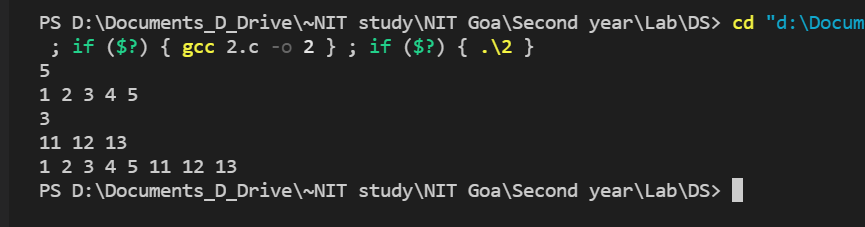 PS D:\Documents_D_Drive\~NIT study\NIT Goa\Second year\Lab\DS> cd "d:\Docum
; if ($?) { gcc 2.c -o 2 } ; if ($?) { .\2 }
5
1 2 3 4 5
3
11 12 13
1 2 3 4 5 11 12 13
PS D:\Documents_D_Drive\~NIT study\NIT Goa\Second year\Lab\DS>